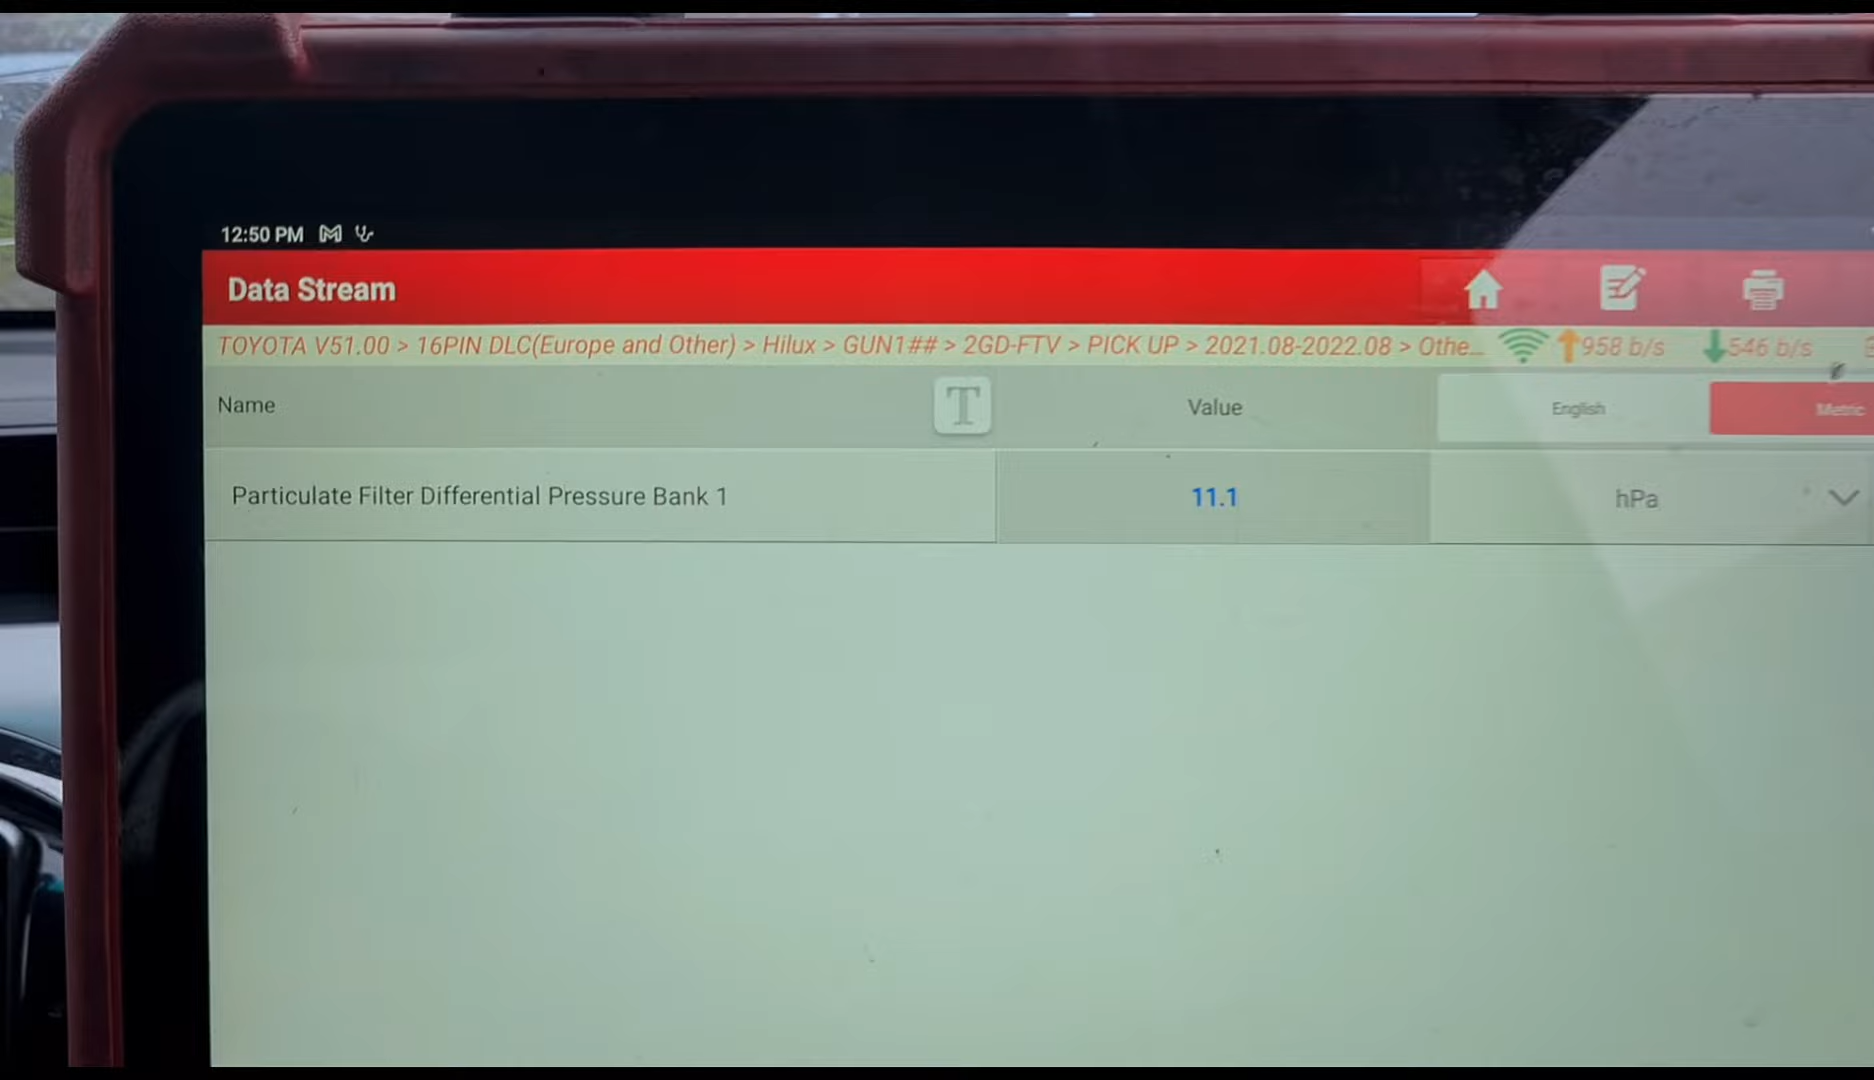 12:50 PM
Data Stream
TOYOTA V51.00 > 16PIN DLC(Europe and Other) > Hilux > GUN1## > 2GD-FTV > PICK UP > 2021.08-2022.08 > Othe... 958 b/s 546 b/s
Name T Value English Metric
Particulate Filter Differential Pressure Bank 1 11.1 hPa